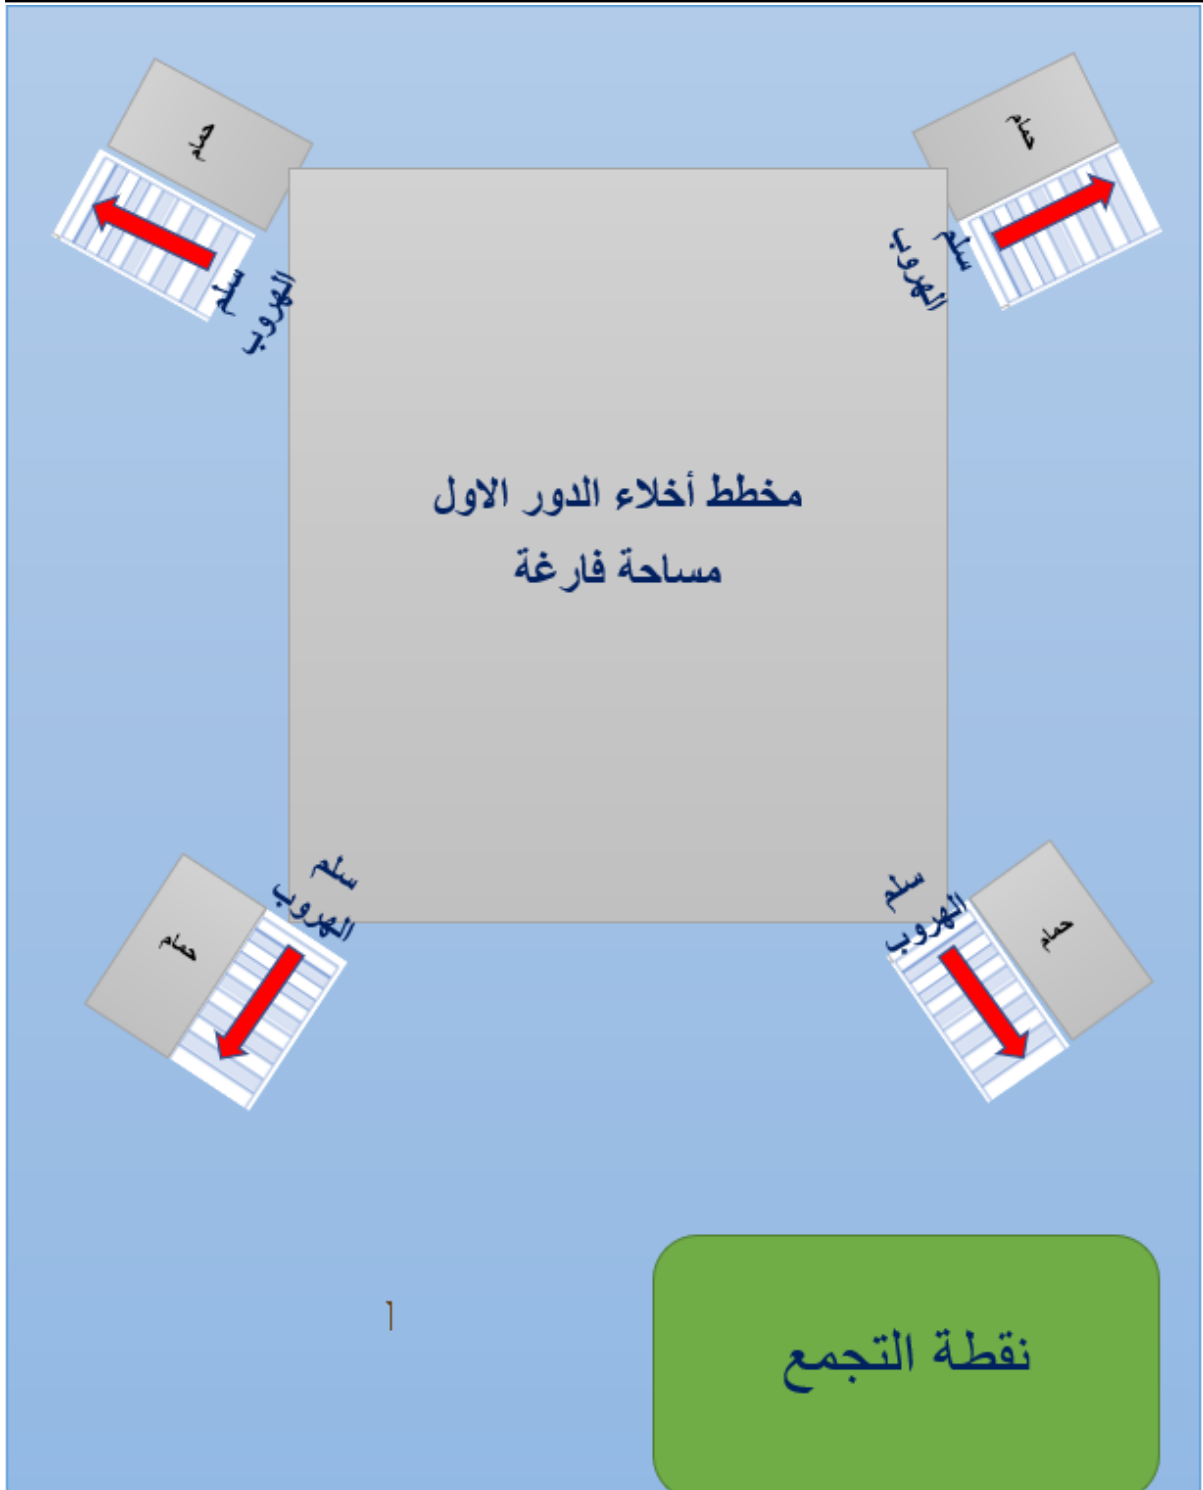 حمام
حمام
سلم
الهروب
سلم
الهروب
مخطط أخلاء الدور الاول
مساحة فارغة
سلم
الهروب
سلم
الهروب
حمام
حمام
نقطة التجمع